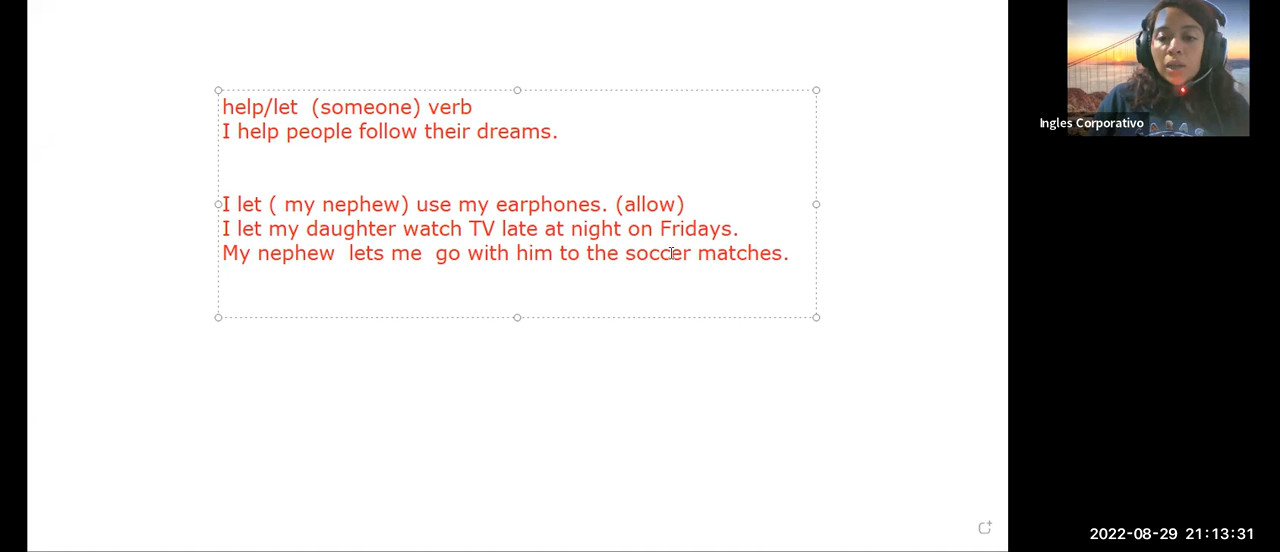 help/let  (someone) verb
I help people follow their dreams.
I let ( my nephew) use my earphones. (allow)
I let my daughter watch TV late at night on Fridays.
My nephew  lets me  go with him to the soccer matches.
Ingles Corporativo
2022-08-29 21:13:31